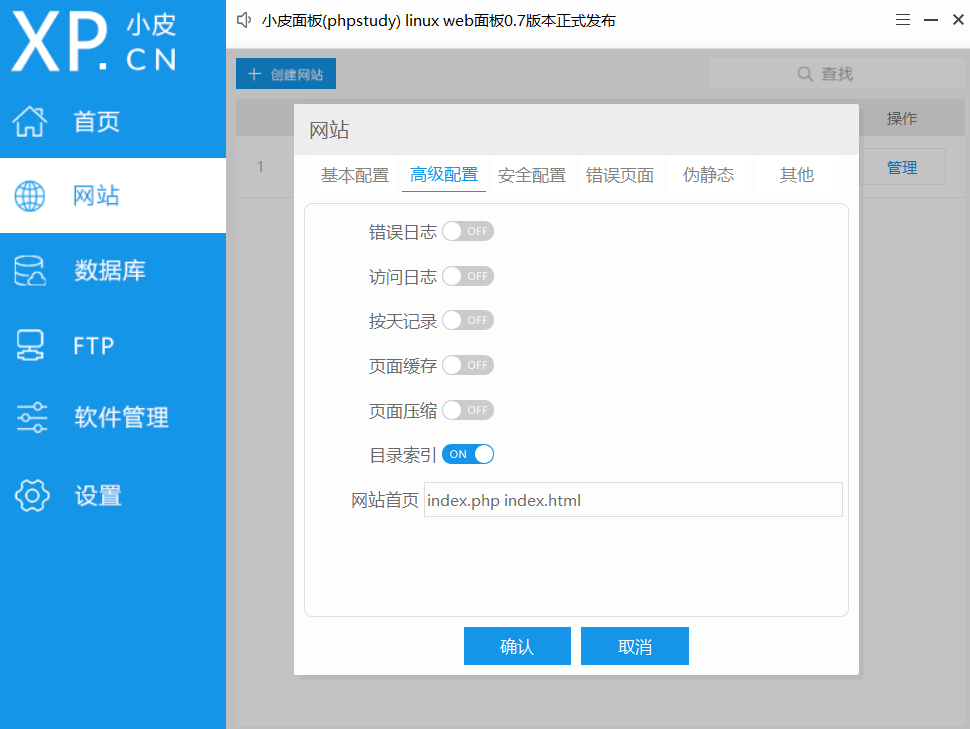 XP.小皮CN
小皮面板(phpstudy) linux web面板0.7版本正式发布
首页
网站
数据库
FTP
软件管理
设置
创建网站
查找
操作
1
管理
网站
基本配置 高级配置 安全配置 错误页面 伪静态 其他
错误日志 OFF
访问日志 OFF
按天记录 OFF
页面缓存 OFF
页面压缩 OFF
目录索引 ON
网站首页 index.php index.html
确认 取消